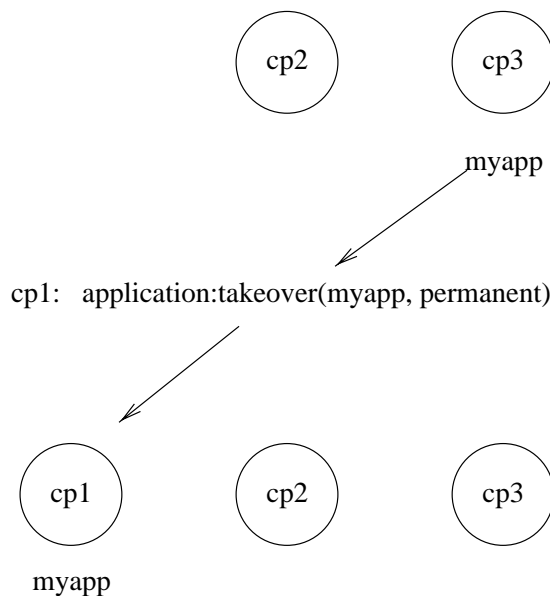 cp2 cp3
myapp
cp1: application:takeover(myapp, permanent)
cp1 cp2 cp3
myapp